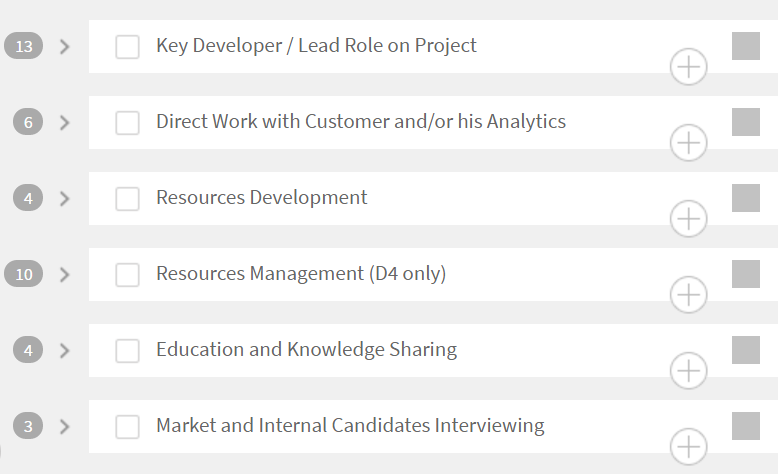 13 Key Developer / Lead Role on Project
6 Direct Work with Customer and/or his Analytics
4 Resources Development
10 Resources Management (D4 only)
4 Education and Knowledge Sharing
3 Market and Internal Candidates Interviewing